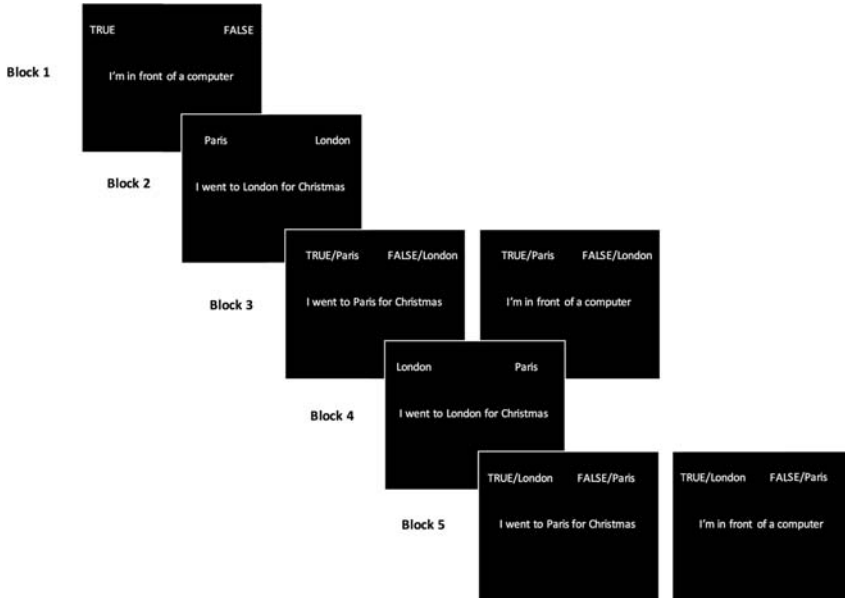 TRUE FALSE
Block 1
I'm in front of a computer
Paris London
Block 2
I went to London for Christmas
TRUE/Paris FALSE/London
TRUE/Paris FALSE/London
Block 3
I went to Paris for Christmas
I'm in front of a computer
London Paris
Block 4
I went to London for Christmas
TRUE/London FALSE/Paris
TRUE/London FALSE/Paris
Block 5
I went to Paris for Christmas
I'm in front of a computer